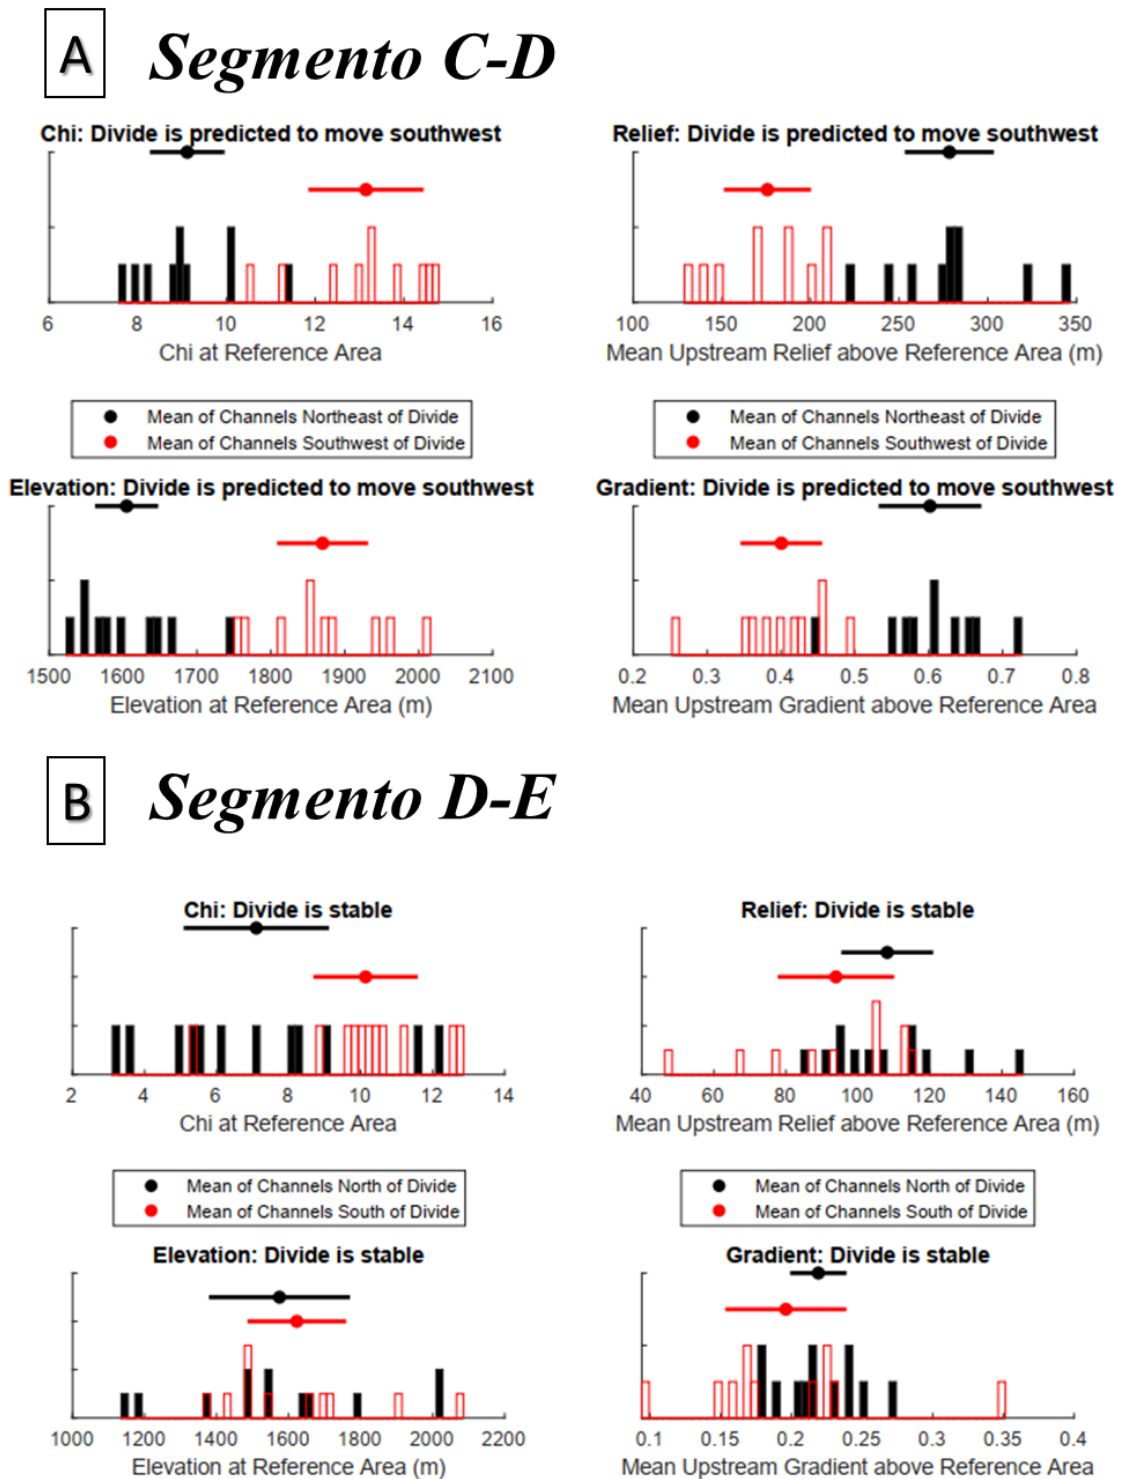 A Segmento C-D
Chi: Divide is predicted to move southwest
6 8 10 12 14 16
Chi at Reference Area
Relief: Divide is predicted to move southwest
100 150 200 250 300 350
Mean Upstream Relief above Reference Area (m)
Mean of Channels Northeast of Divide
Mean of Channels Southwest of Divide
Mean of Channels Northeast of Divide
Mean of Channels Southwest of Divide
Elevation: Divide is predicted to move southwest
1500 1600 1700 1800 1900 2000 2100
Elevation at Reference Area (m)
Gradient: Divide is predicted to move southwest
0.2 0.3 0.4 0.5 0.6 0.7 0.8
Mean Upstream Gradient above Reference Area
B Segmento D-E
Chi: Divide is stable
2 4 6 8 10 12 14
Chi at Reference Area
Relief: Divide is stable
40 60 80 100 120 140 160
Mean Upstream Relief above Reference Area (m)
Mean of Channels North of Divide
Mean of Channels South of Divide
Mean of Channels North of Divide
Mean of Channels South of Divide
Elevation: Divide is stable
1000 1200 1400 1600 1800 2000 2200
Elevation at Reference Area (m)
Gradient: Divide is stable
0.1 0.15 0.2 0.25 0.3 0.35 0.4
Mean Upstream Gradient above Reference Area